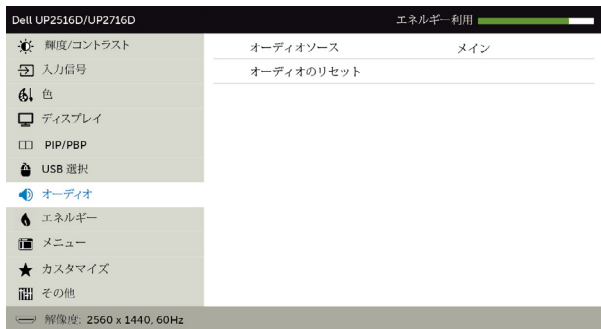 Dell UP2516D/UP2716D エネルギー利用
輝度/コントラスト オーディオソース メイン
入力信号 オーディオのリセット
色
ディスプレイ
PIP/PBP
USB 選択
オーディオ
エネルギー
メニュー
カスタマイズ
その他
解像度: 2560 x 1440, 60Hz